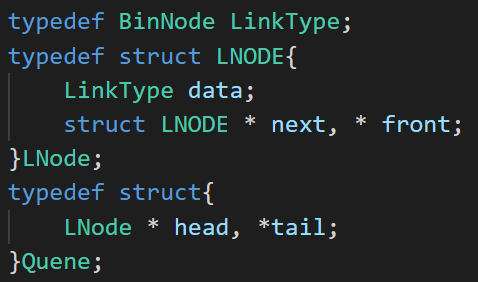 typedef BinNode LinkType;
typedef struct LNODE{
    LinkType data;
    struct LNODE * next, * front;
}LNode;
typedef struct{
    LNode * head, *tail;
}Quene;